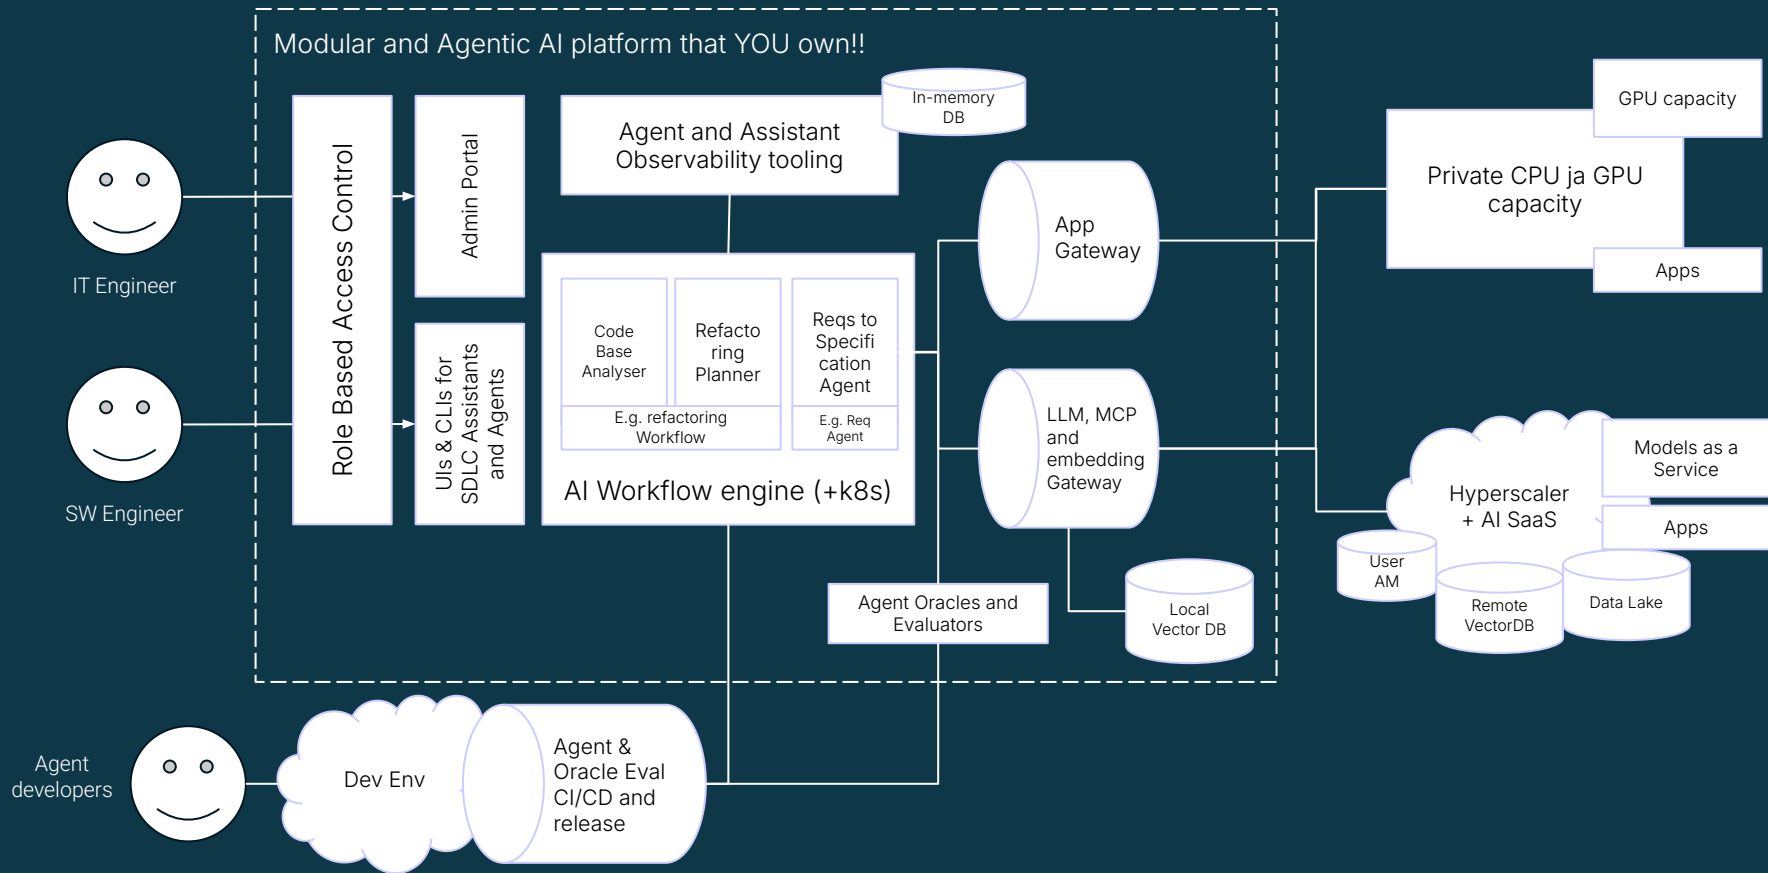 Modular and Agentic AI platform that YOU own!!
IT Engineer
SW Engineer
Role Based Access Control
Admin Portal
UIs & CLIs for
SDLC Assistants
and Agents
Agent and Assistant
Observability tooling
In-memory
DB
Code
Base
Analyser
Refacto
ring
Planner
E.g. refactoring
Workflow
Reqs to
Specifi
cation
Agent
E.g. Req
Agent
AI Workflow engine (+k8s)
App
Gateway
LLM, MCP
and
embedding
Gateway
Agent Oracles and
Evaluators
Local
Vector DB
GPU capacity
Private CPU ja GPU
capacity
Apps
Hyperscaler
+ AI SaaS
Models as a
Service
Apps
User
AM
Remote
VectorDB
Data Lake
Agent
developers
Dev Env
Agent &
Oracle Eval
CI/CD and
release